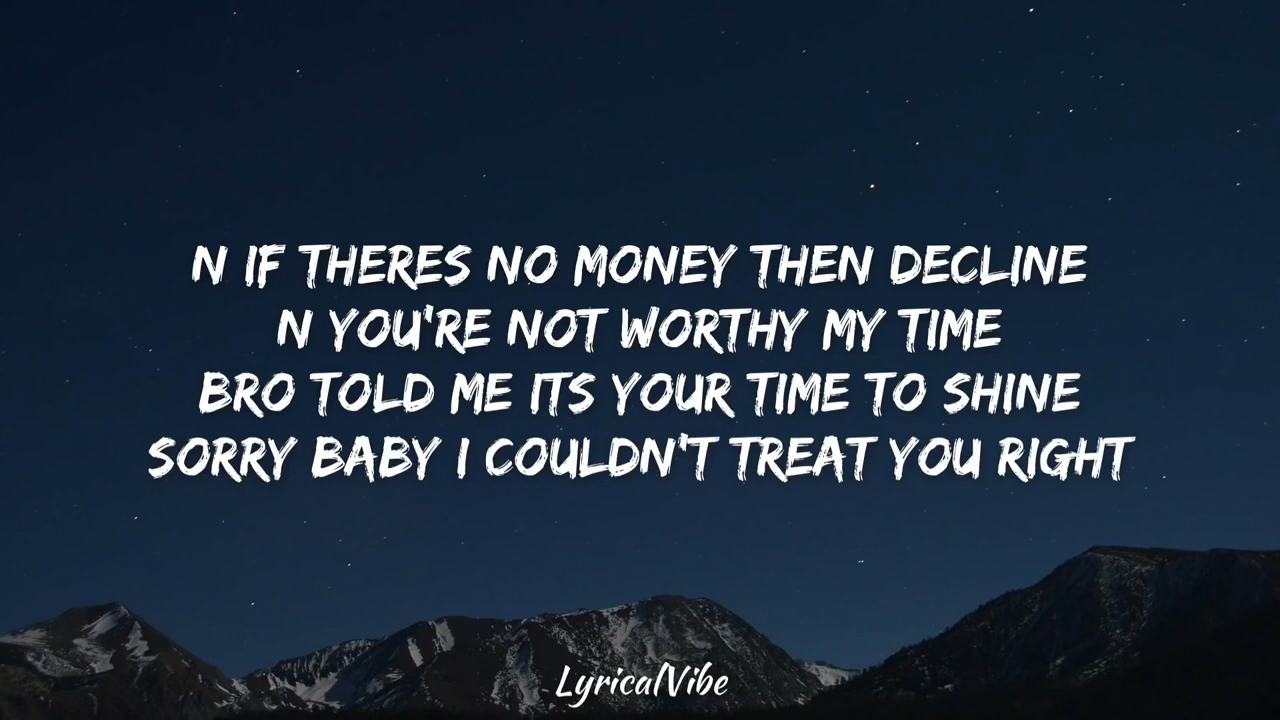 N IF THERES NO MONEY THEN DECLINE
N YOU'RE NOT WORTHY MY TIME
BRO TOLD ME ITS YOUR TIME TO SHINE
SORRY BABY I COULDN'T TREAT YOU RIGHT
LyricalVibe